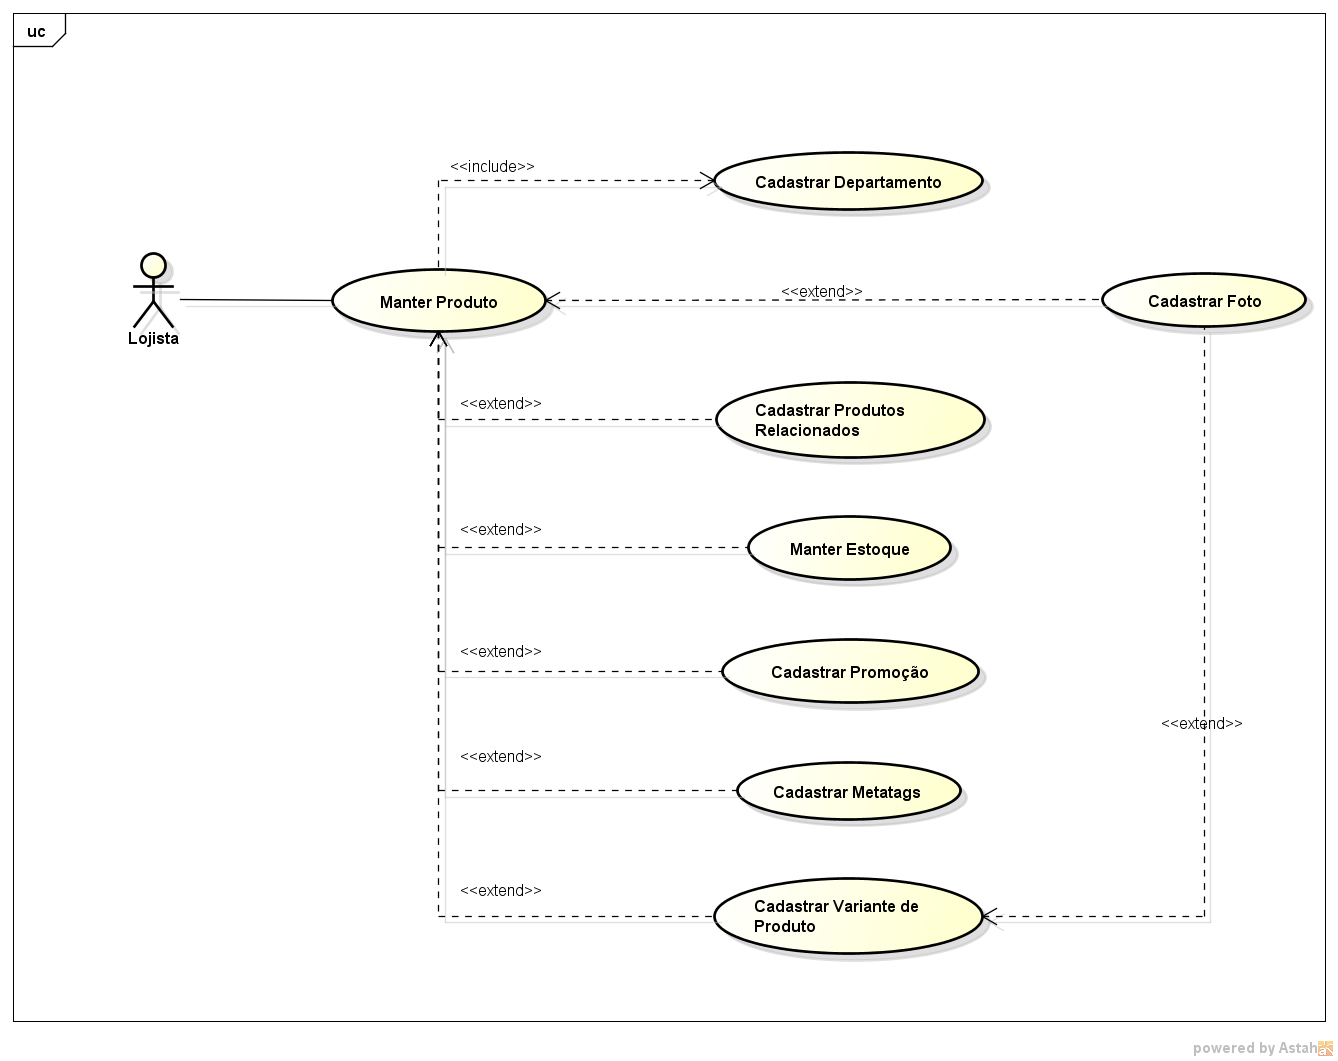 uc
<<include>>
Cadastrar Departamento
Lojista
Manter Produto
<<extend>>
Cadastrar Foto
<<extend>>
Cadastrar Produtos
Relacionados
<<extend>>
Manter Estoque
<<extend>>
Cadastrar Promoção
<<extend>>
<<extend>>
Cadastrar Metatags
<<extend>>
Cadastrar Variante de
Produto
powered by Astah